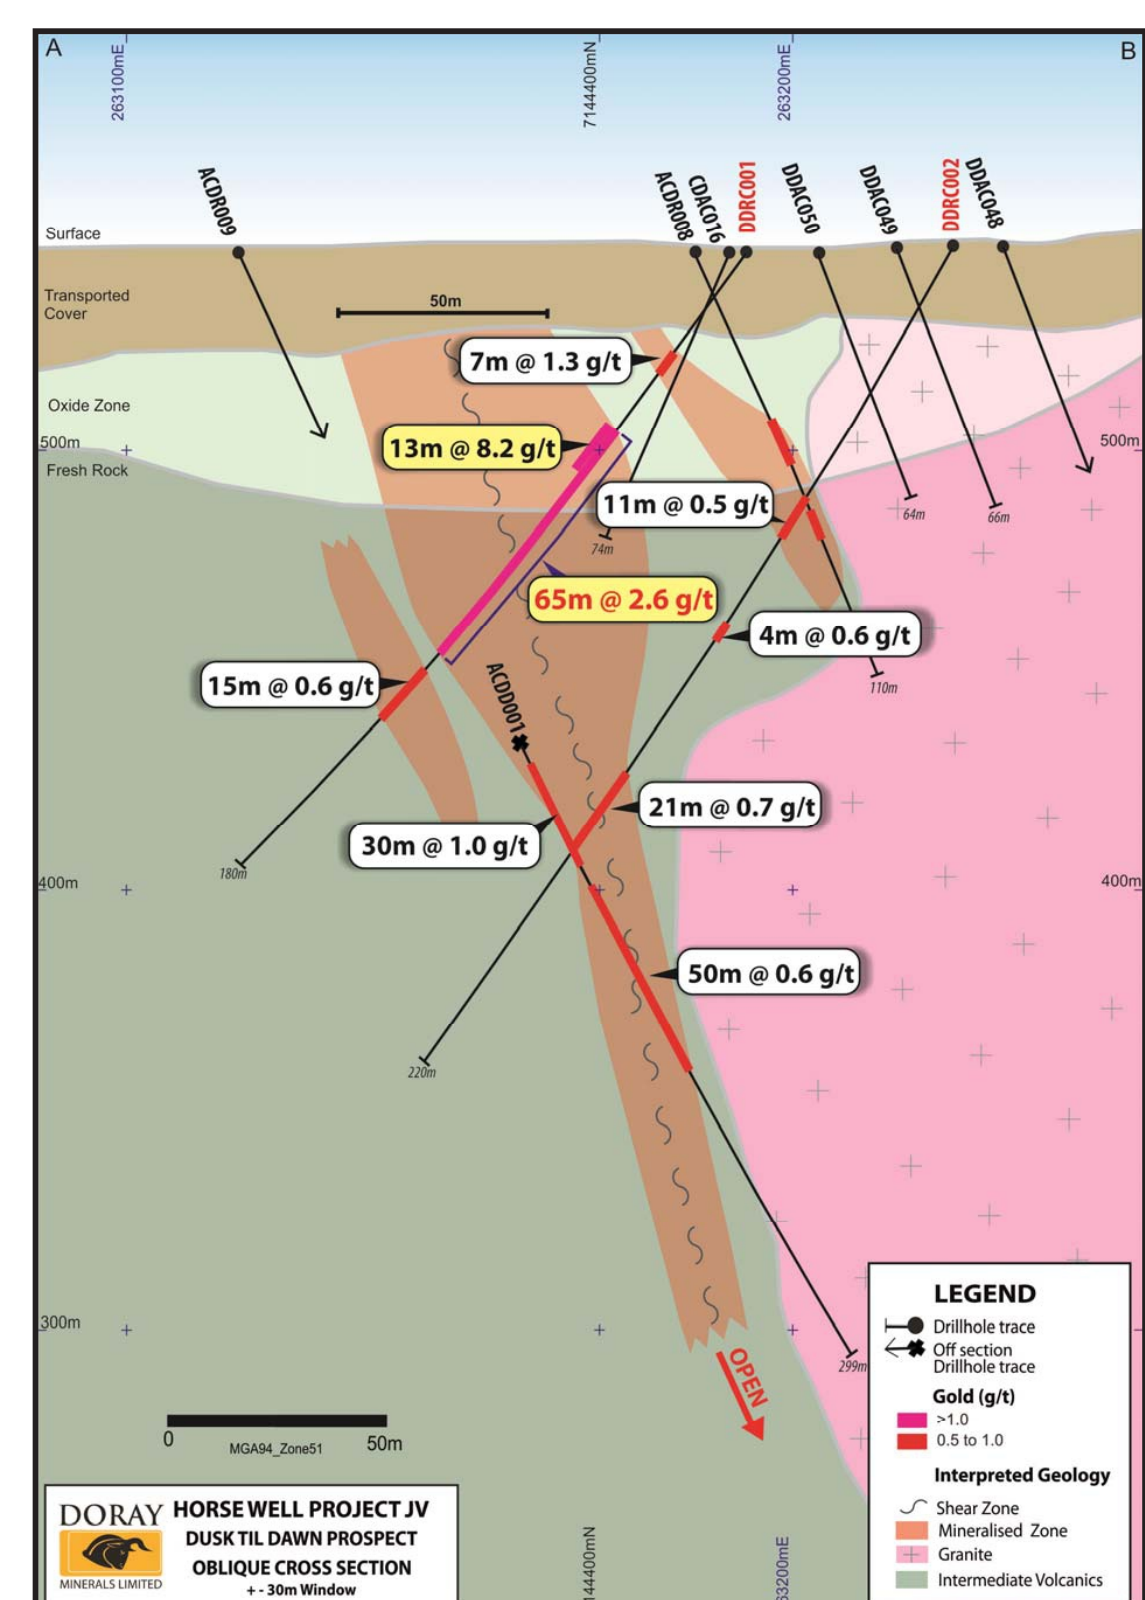 A
B
263100mE
7144400mN
263200mE
ACDR009
ACDR008
CDAC016
DDRC001
DDAC050
DDAC049
DDRC002
DDAC048
Surface
Transported
Cover
50m
7m @ 1.3 g/t
Oxide Zone
500m
500m
13m @ 8.2 g/t
Fresh Rock
11m @ 0.5 g/t
64m
66m
74m
65m @ 2.6 g/t
4m @ 0.6 g/t
15m @ 0.6 g/t
110m
ACDD001
21m @ 0.7 g/t
30m @ 1.0 g/t
180m
400m
400m
50m @ 0.6 g/t
220m
300m
299m
OPEN
0
50m
MGA94_Zone51
DORAY
MINERALS LIMITED
HORSE WELL PROJECT JV
DUSK TIL DAWN PROSPECT
OBLIQUE CROSS SECTION
+ - 30m Window
144400mN
63200mE
LEGEND
Drillhole trace
Off section
Drillhole trace
Gold (g/t)
>1.0
0.5 to 1.0
Interpreted Geology
Shear Zone
Mineralised Zone
Granite
Intermediate Volcanics